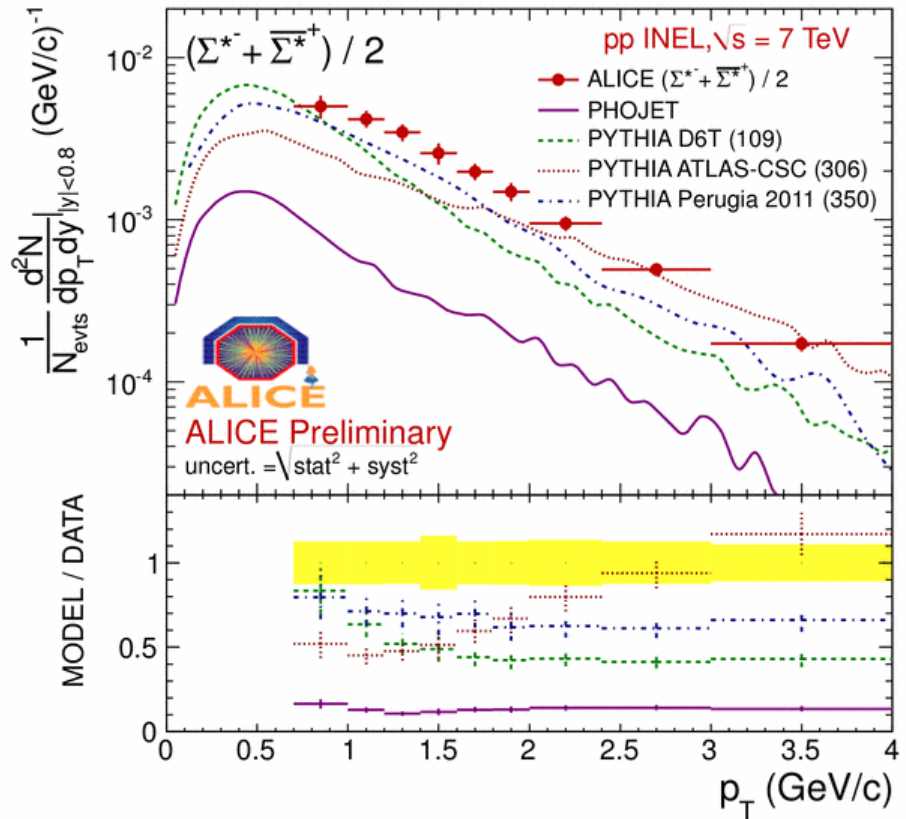 (Σ*⁻ + Σ̅*̅⁺) / 2
pp INEL, √s = 7 TeV
ALICE (Σ*⁻ + Σ̅*̅⁺) / 2
PHOJET
PYTHIA D6T (109)
PYTHIA ATLAS-CSC (306)
PYTHIA Perugia 2011 (350)
1/N_evts d²N/dp_T dy | |y|<0.8 (GeV/c)⁻¹
10⁻²
10⁻³
10⁻⁴
ALICE
ALICE Preliminary
uncert. =√stat² + syst²
MODEL / DATA
1
0.5
0
0 0.5 1 1.5 2 2.5 3 3.5 4
p_T (GeV/c)